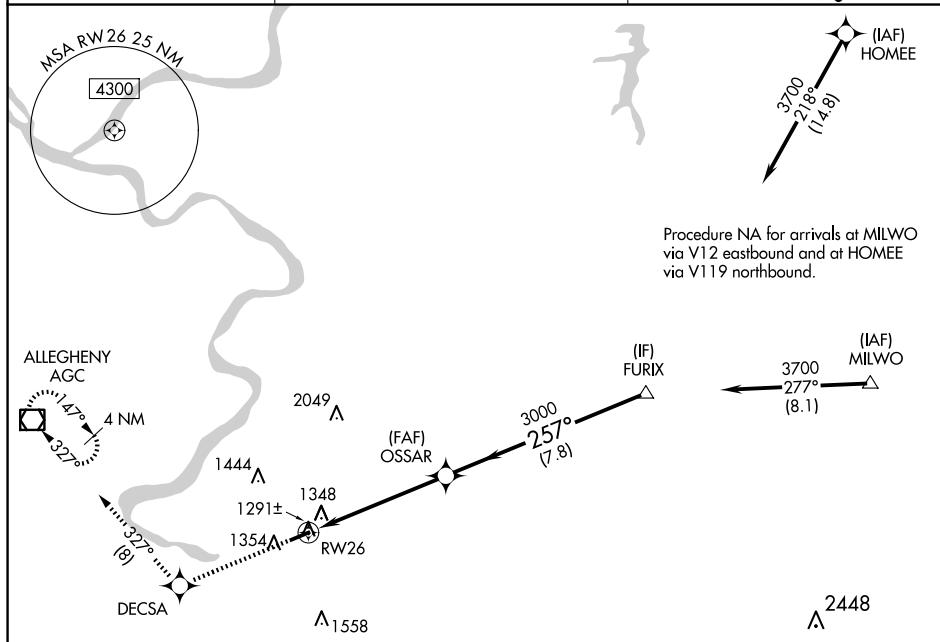 MSA RW26 25 NM
4300
(IAF)
HOMEE
3700
218°
(14.8)
Procedure NA for arrivals at MILWO
via V12 eastbound and at HOMEE
via V119 northbound.
ALLEGHENY
AGC
147°
4 NM
327°
(IF)
FURIX
(IAF)
MILWO
3700
277°
(8.1)
2049
3000
257°
(7.8)
(FAF)
OSSAR
1444
1348
1291±
1354
RW26
327°
(8)
DECSA
1558
2448